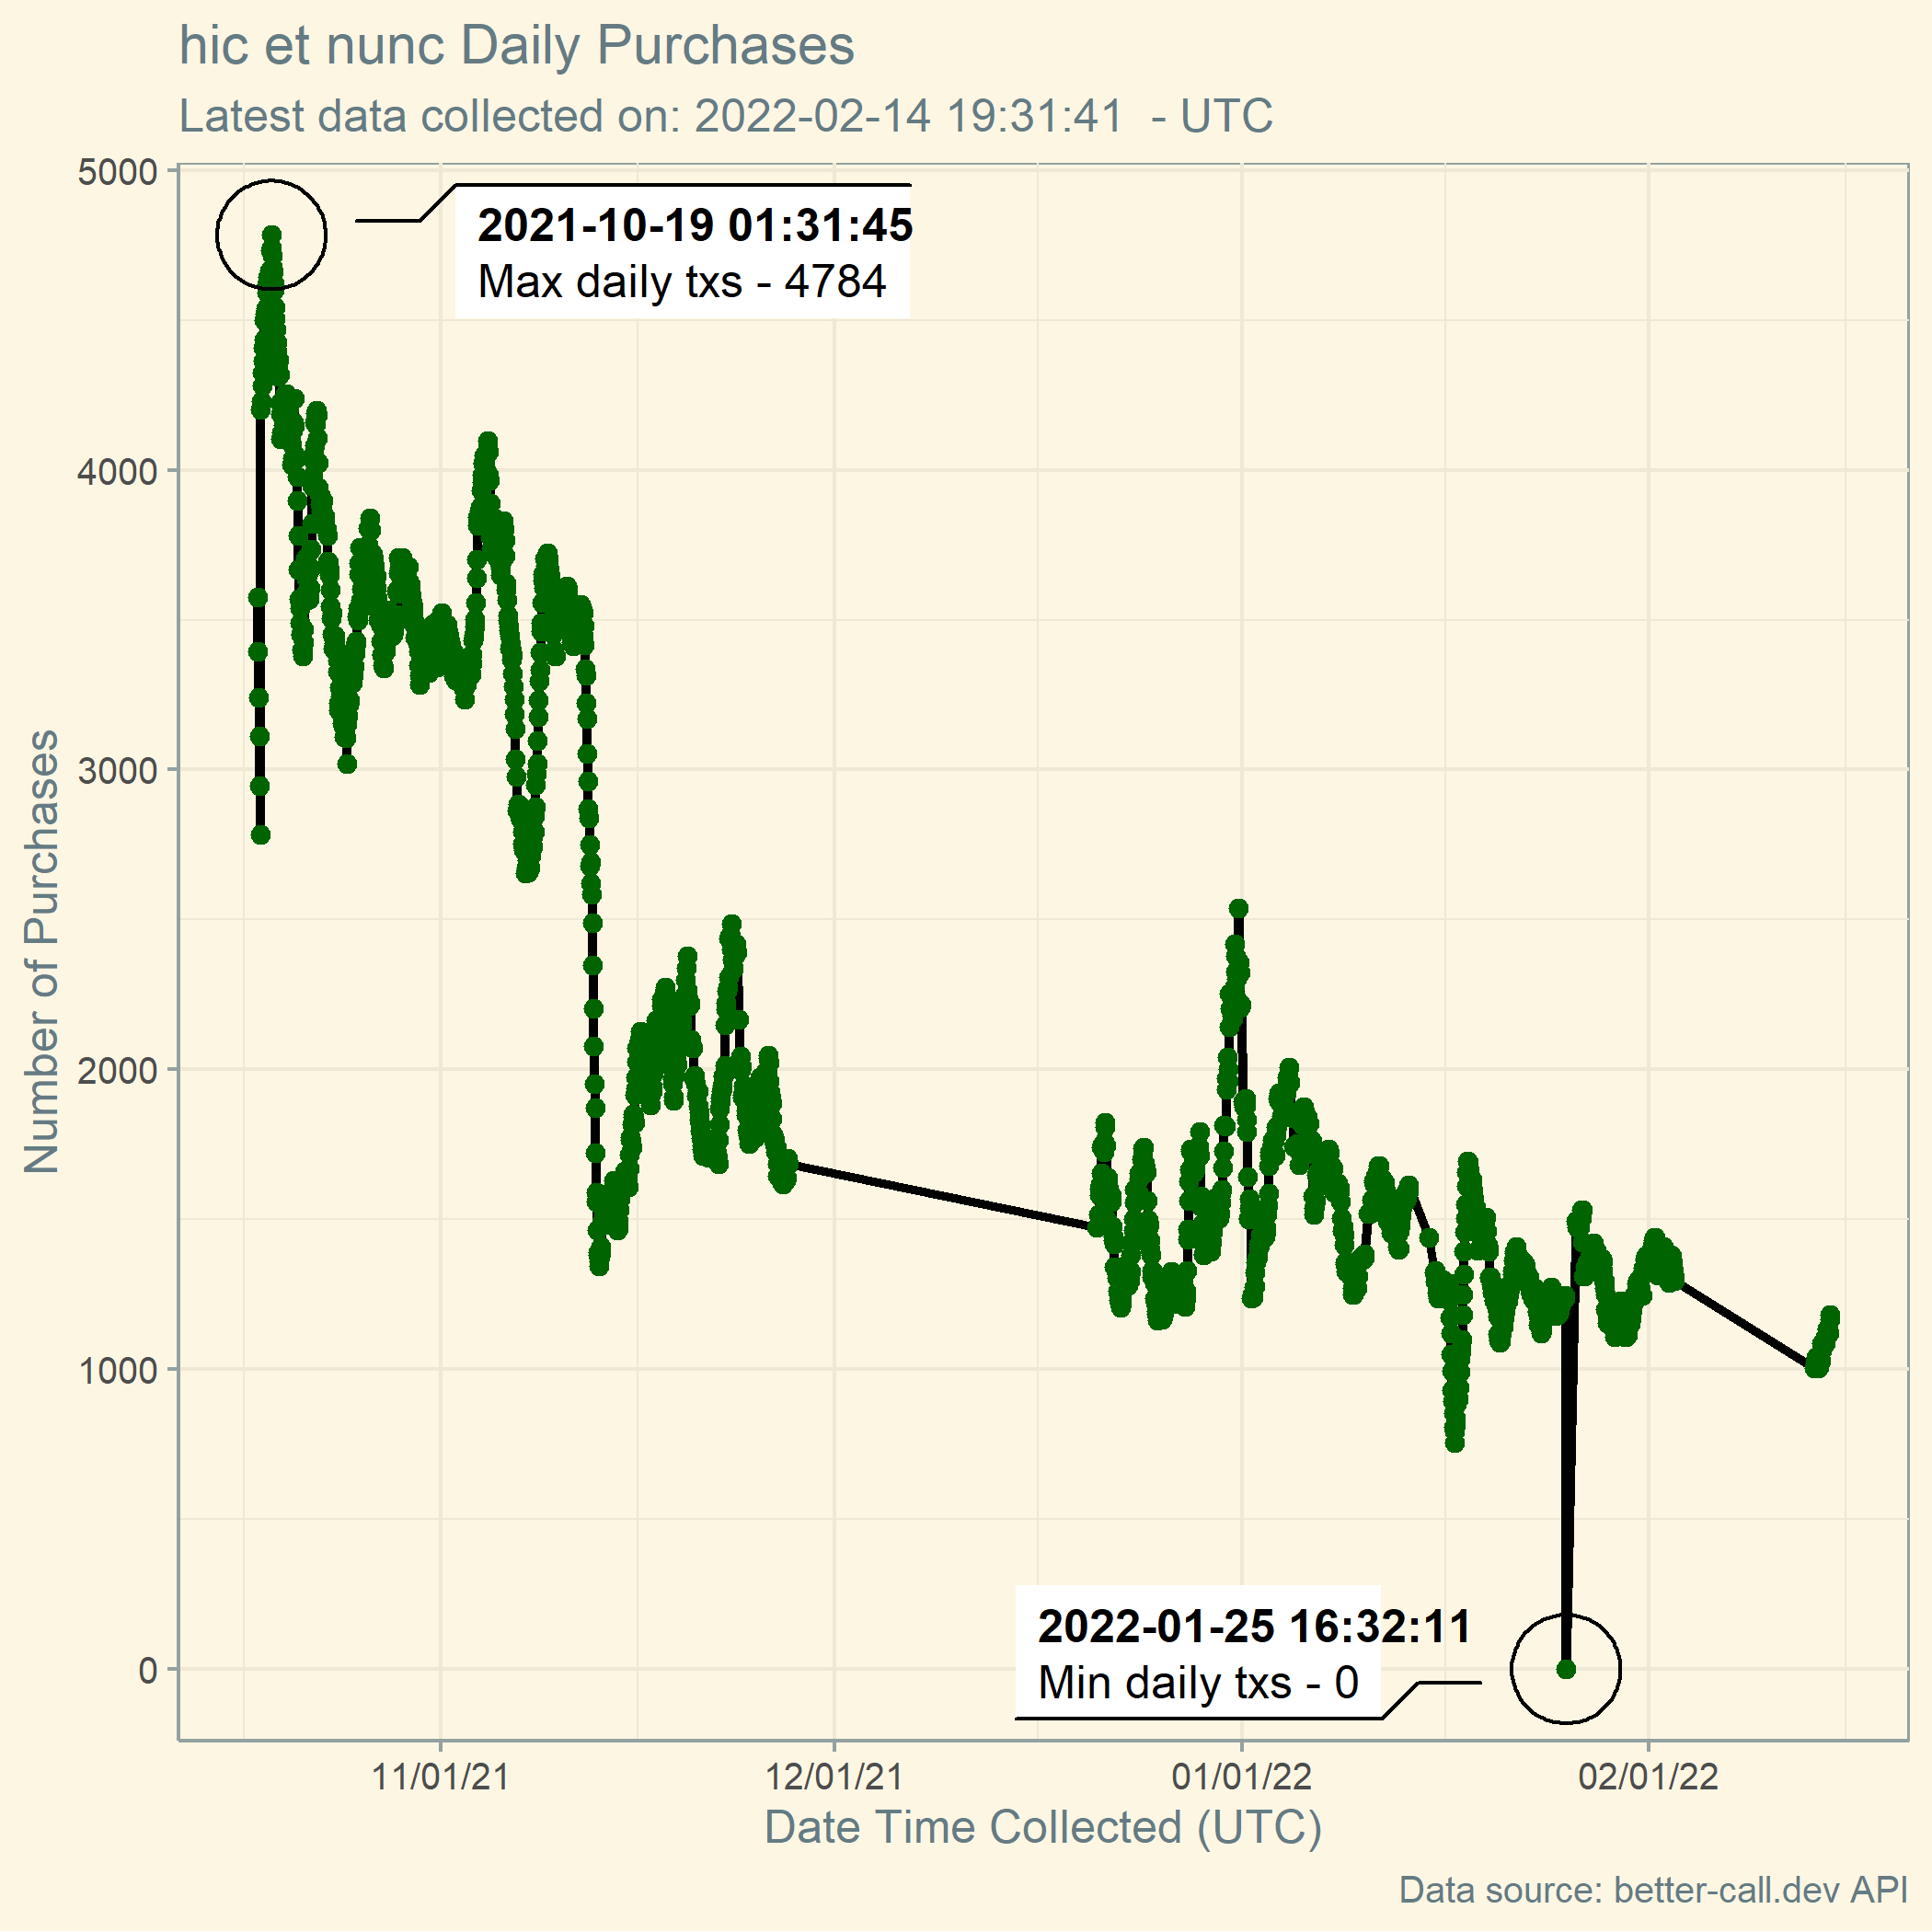 hic et nunc Daily Purchases
Latest data collected on: 2022-02-14 19:31:41  - UTC
5000
4000
3000
2000
1000
0
Number of Purchases
2021-10-19 01:31:45
Max daily txs - 4784
2022-01-25 16:32:11
Min daily txs - 0
11/01/21
12/01/21
01/01/22
02/01/22
Date Time Collected (UTC)
Data source: better-call.dev API